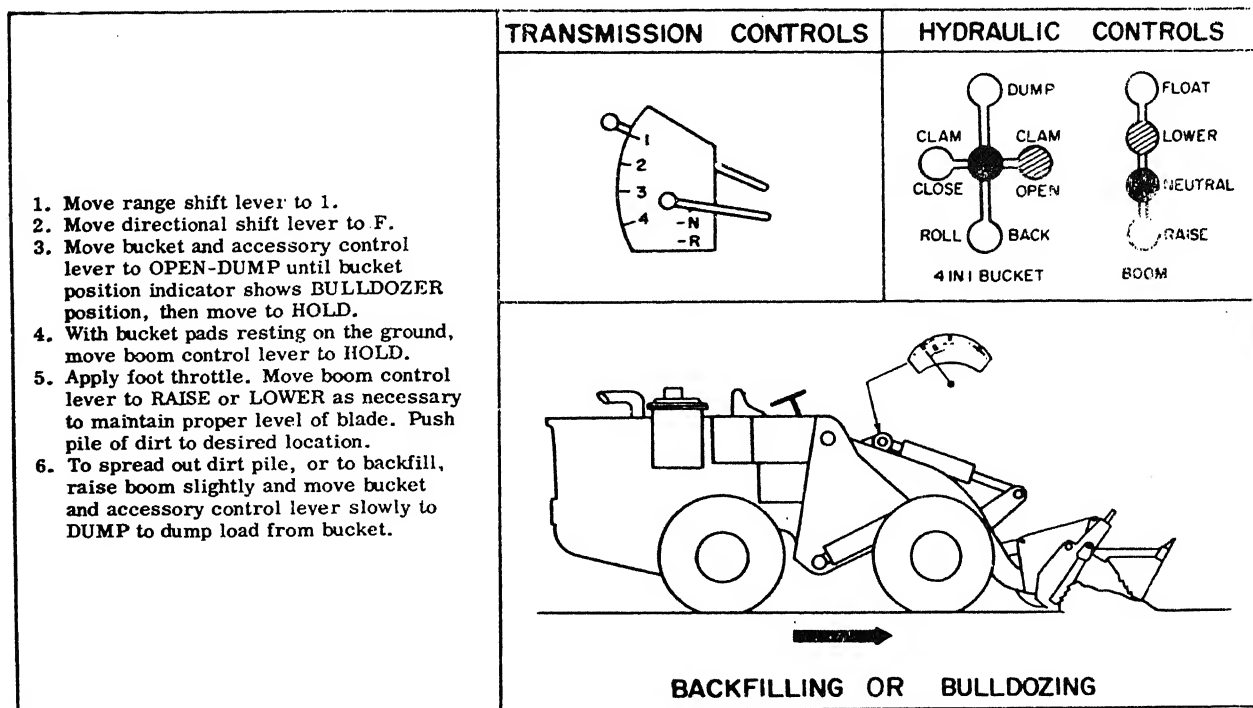 1. Move range shift lever to 1.
2. Move directional shift lever to F.
3. Move bucket and accessory control
lever to OPEN-DUMP until bucket
position indicator shows BULLDOZER
position, then move to HOLD.
4. With bucket pads resting on the ground,
move boom control lever to HOLD.
5. Apply foot throttle. Move boom control
lever to RAISE or LOWER as necessary
to maintain proper level of blade. Push
pile of dirt to desired location.
6. To spread out dirt pile, or to backfill,
raise boom slightly and move bucket
and accessory control lever slowly to
DUMP to dump load from bucket.
TRANSMISSION CONTROLS
1
2
3
4
-N
-R
HYDRAULIC CONTROLS
DUMP
CLAM CLAM
CLOSE OPEN
ROLL BACK
4 IN 1 BUCKET
FLOAT
LOWER
NEUTRAL
RAISE
BOOM
BACKFILLING OR BULLDOZING